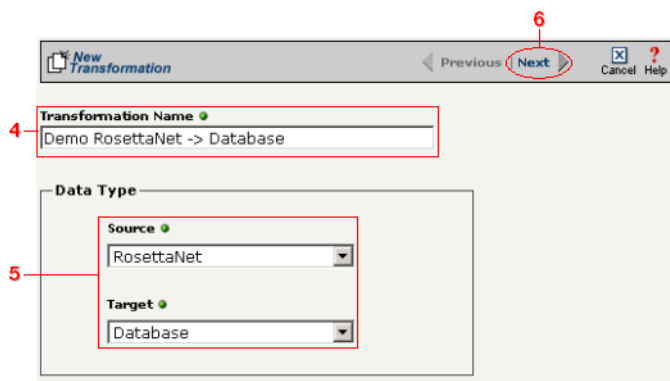 6
New
Transformation
Previous Next Cancel Help
4
Transformation Name
Demo RosettaNet -> Database
Data Type
Source
RosettaNet
5
Target
Database